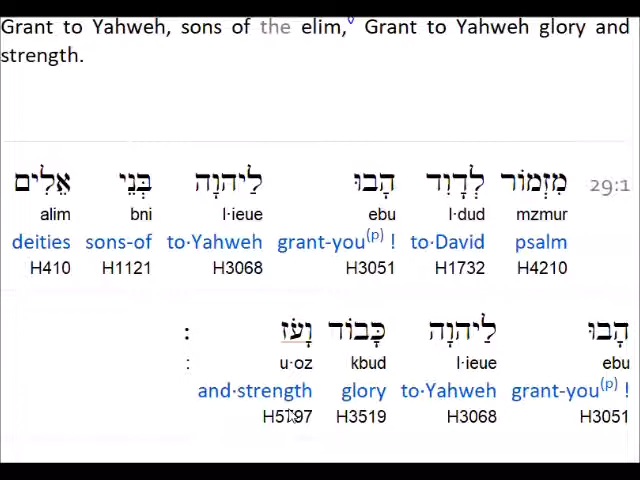 Grant to Yahweh, sons of the elim, Grant to Yahweh glory and
strength.
29:1 מִזְמוֹר לְדָוִד הָבוּ לַיהוָה בְּנֵי אֵלִים
alim bni l·ieue ebu l·dud mzmur
deities sons-of to·Yahweh grant-you(p) ! to·David psalm
H410 H1121 H3068 H3051 H1732 H4210
הָבוּ לַיהוָה כָּבוֹד וָעֹז :
: u·oz kbud l·ieue ebu
and·strength glory to·Yahweh grant-you(p) !
H5797 H3519 H3068 H3051